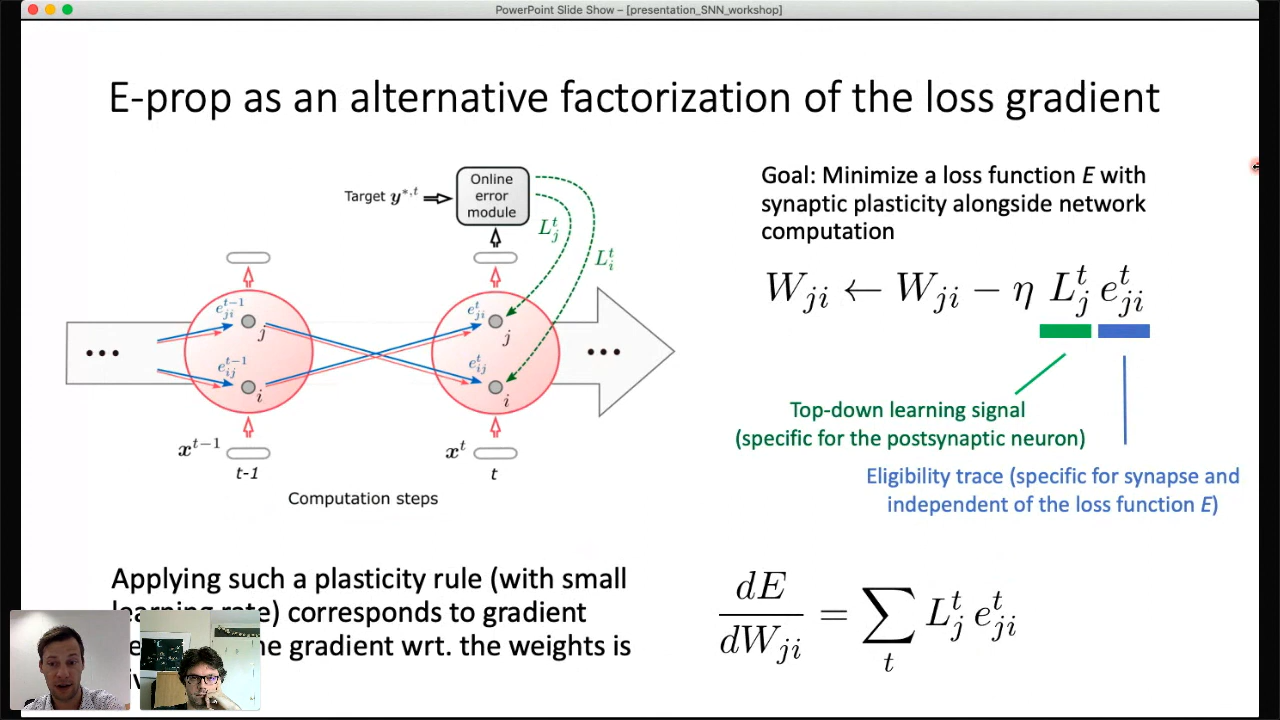 PowerPoint Slide Show – [presentation_SNN_workshop]
E-prop as an alternative factorization of the loss gradient
Target y*,t
Online
error
module
L_j^t
L_i^t
e_ji^t-1
j
e_ij^t-1
i
e_ji^t
j
e_ij^t
i
...
...
x^t-1
t-1
x^t
t
Computation steps
Goal: Minimize a loss function E with
synaptic plasticity alongside network
computation
W_ji ← W_ji − η L_j^t e_ji^t
Top-down learning signal
(specific for the postsynaptic neuron)
Eligibility trace (specific for synapse and
independent of the loss function E)
Applying such a plasticity rule (with small
corresponds to gradient
gradient wrt. the weights is
dE/dW_ji = ∑_t L_j^t e_ji^t